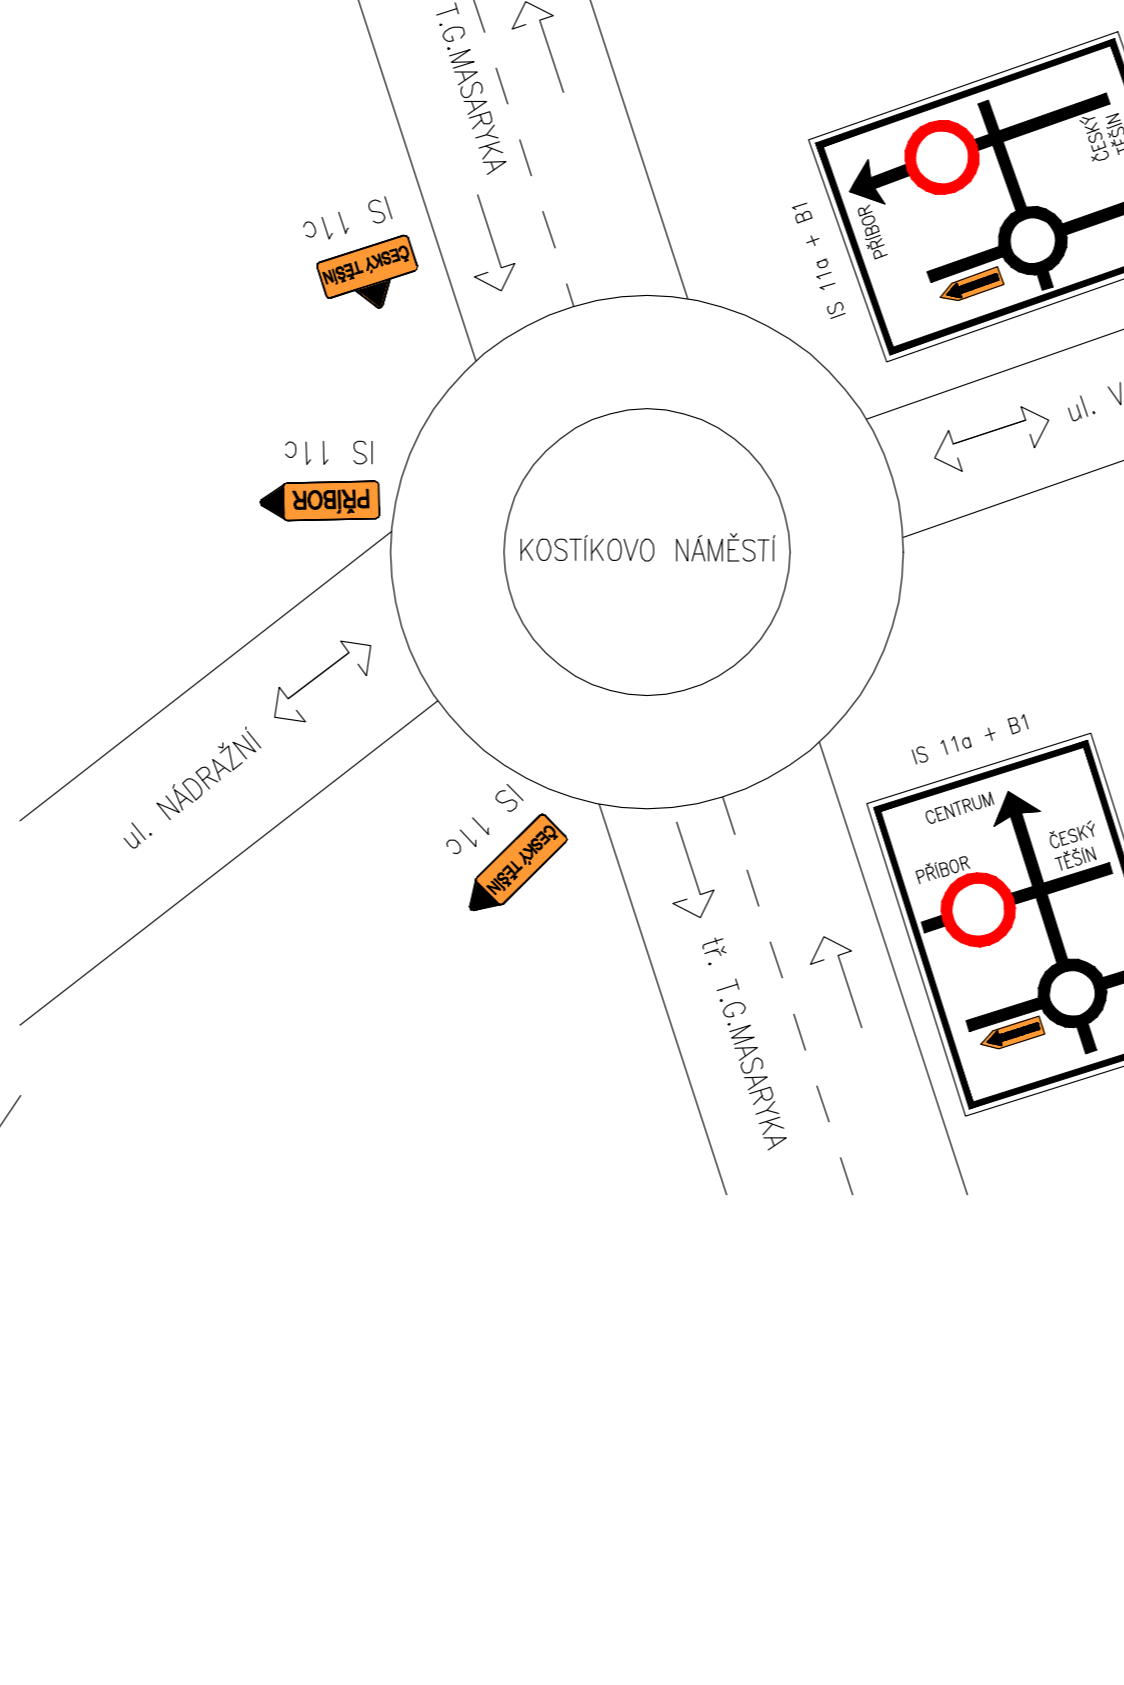 T.G.MASARYKA
IS 11c
ČESKÝ TĚŠÍN
IS 11a + B1
PŘÍBOR
ČESKÝ
TĚŠÍN
IS 11c
PŘÍBOR
ul. V
KOSTÍKOVO NÁMĚSTÍ
ul. NÁDRAŽNÍ
IS 11c
ČESKÝ TĚŠÍN
IS 11a + B1
CENTRUM
ČESKÝ
TĚŠÍN
PŘÍBOR
tř. T.G.MASARYKA